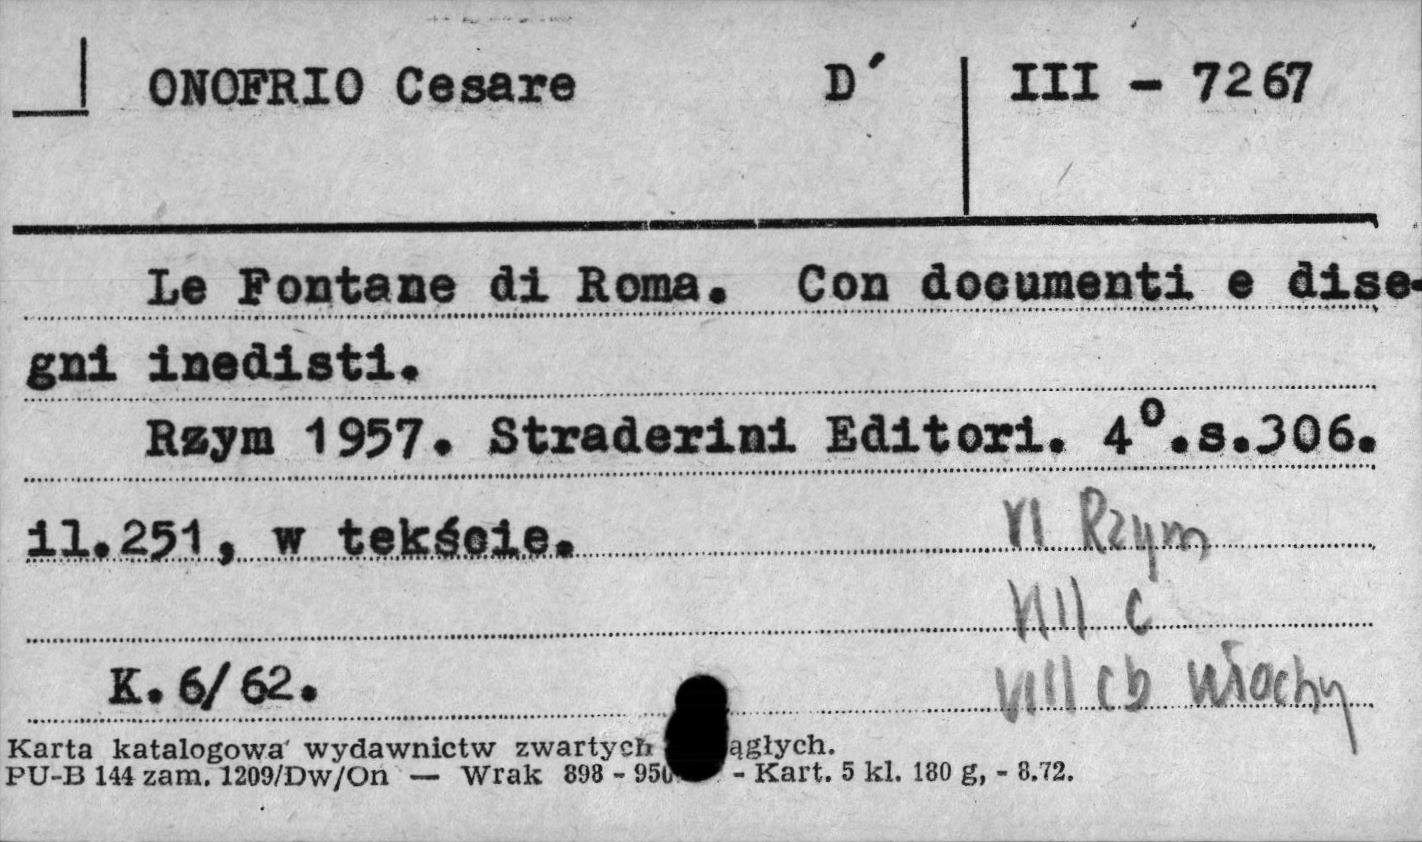 ONOFRIO Cesare D´ III - 7267
Le Fontane di Roma. Con documenti e dise-
gni inedisti.
Rzym 1957. Straderini Editori. 4º.s.306.
il.251, w tekście.
VI Rzym
VIII C
K. 6/62.
VIII Cb Włochy
Karta katalogowa wydawnictw zwartych ągłych.
PU-B 144 zam. 1209/Dw/On — Wrak 898 - 950 - Kart. 5 kl. 180 g, - 8.72.